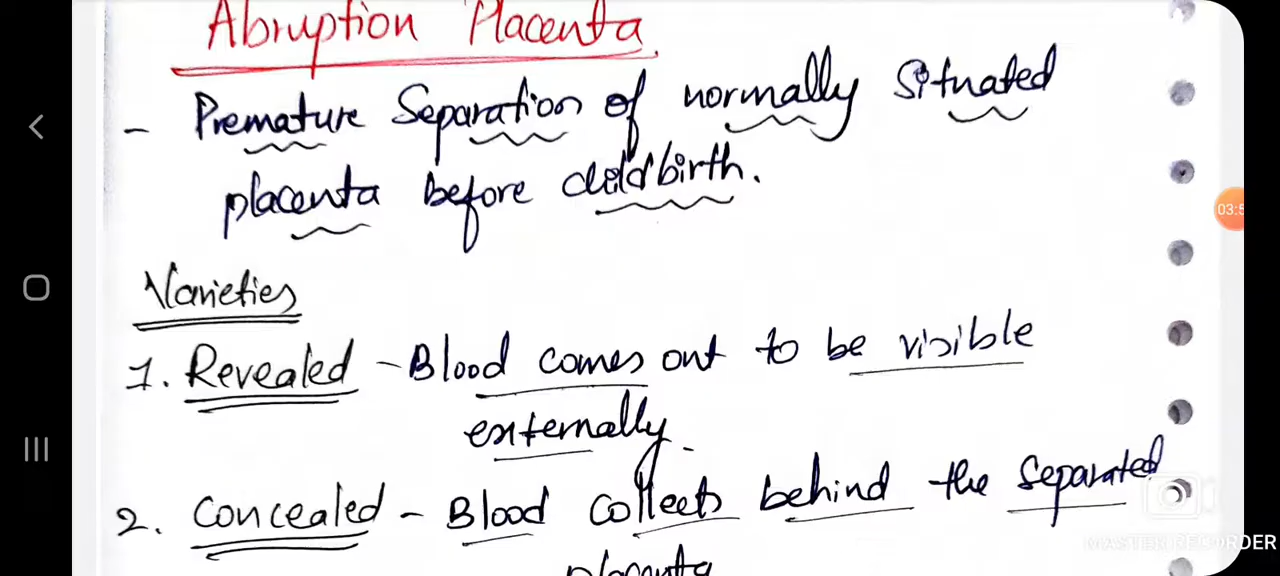 Abruption Placenta.
- Premature Separation of normally Situated
placenta before childbirth.
Varieties
1. Revealed - Blood comes out to be visible
externally.
2. Concealed - Blood collects behind the separated
placenta
03:5
MASTER RECORDER